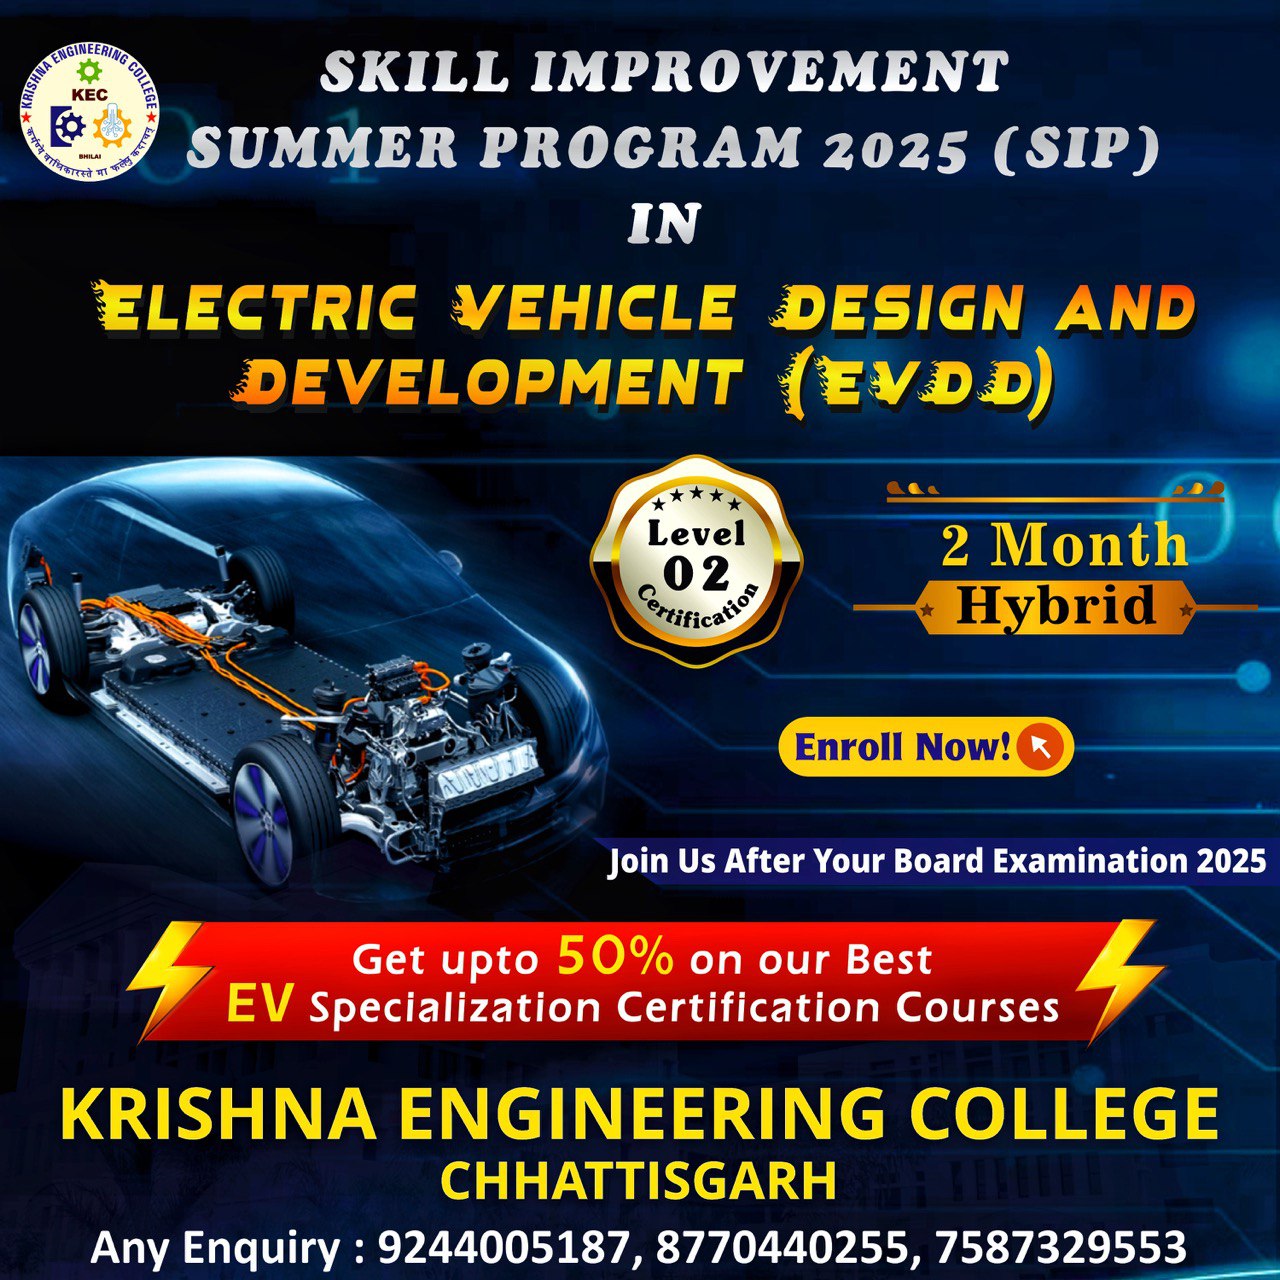 KRISHNA ENGINEERING COLLEGE
KEC
BHILAI
SKILL IMPROVEMENT
SUMMER PROGRAM 2025 (SIP)
IN
ELECTRIC VEHICLE DESIGN AND
DEVELOPMENT (EVDD)
Level
02
Certification
2 Month
Hybrid
Enroll Now!
Join Us After Your Board Examination 2025
Get upto 50% on our Best
EV Specialization Certification Courses
KRISHNA ENGINEERING COLLEGE
CHHATTISGARH
Any Enquiry : 9244005187, 8770440255, 7587329553